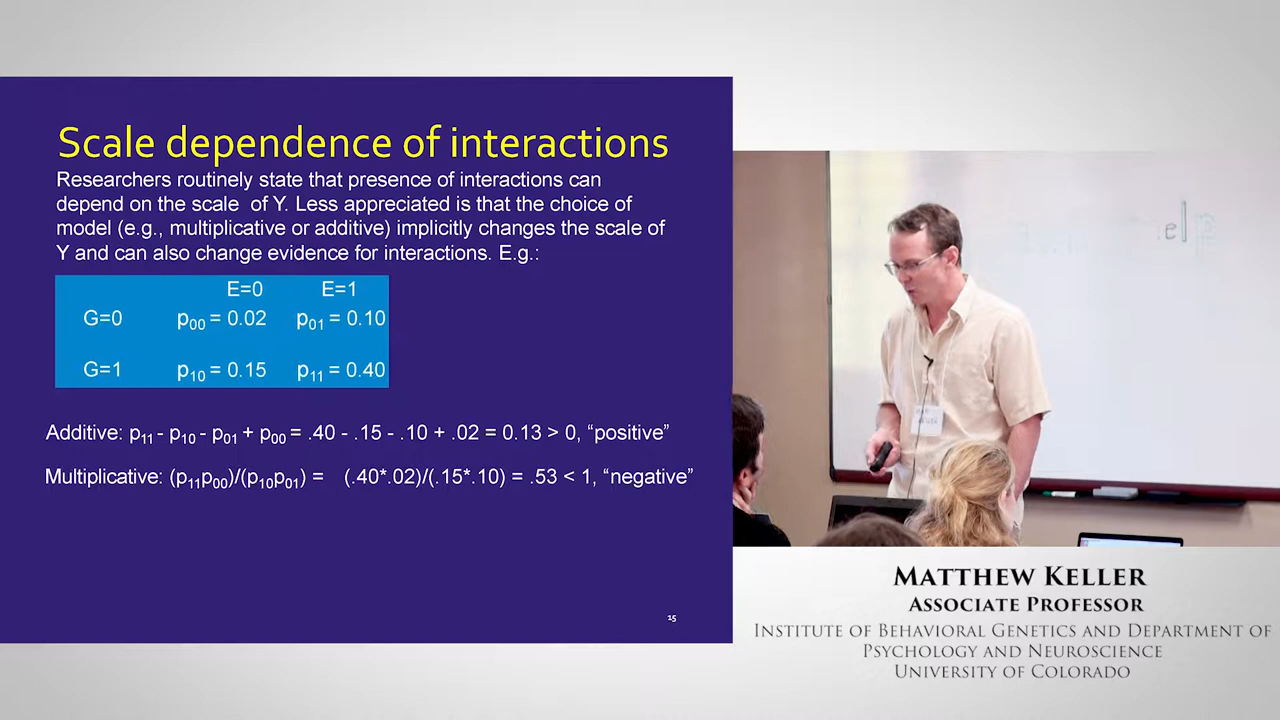 Scale dependence of interactions
Researchers routinely state that presence of interactions can
depend on the scale of Y. Less appreciated is that the choice of
model (e.g., multiplicative or additive) implicitly changes the scale of
Y and can also change evidence for interactions. E.g.:
E=0 E=1
G=0 p00 = 0.02 p01 = 0.10
G=1 p10 = 0.15 p11 = 0.40
Additive: p11 - p10 - p01 + p00 = .40 - .15 - .10 + .02 = 0.13 > 0, “positive”
Multiplicative: (p11p00)/(p10p01) = (.40*.02)/(.15*.10) = .53 < 1, “negative”
15
MATTHEW KELLER
ASSOCIATE PROFESSOR
INSTITUTE OF BEHAVIORAL GENETICS AND DEPARTMENT OF
PSYCHOLOGY AND NEUROSCIENCE
UNIVERSITY OF COLORADO